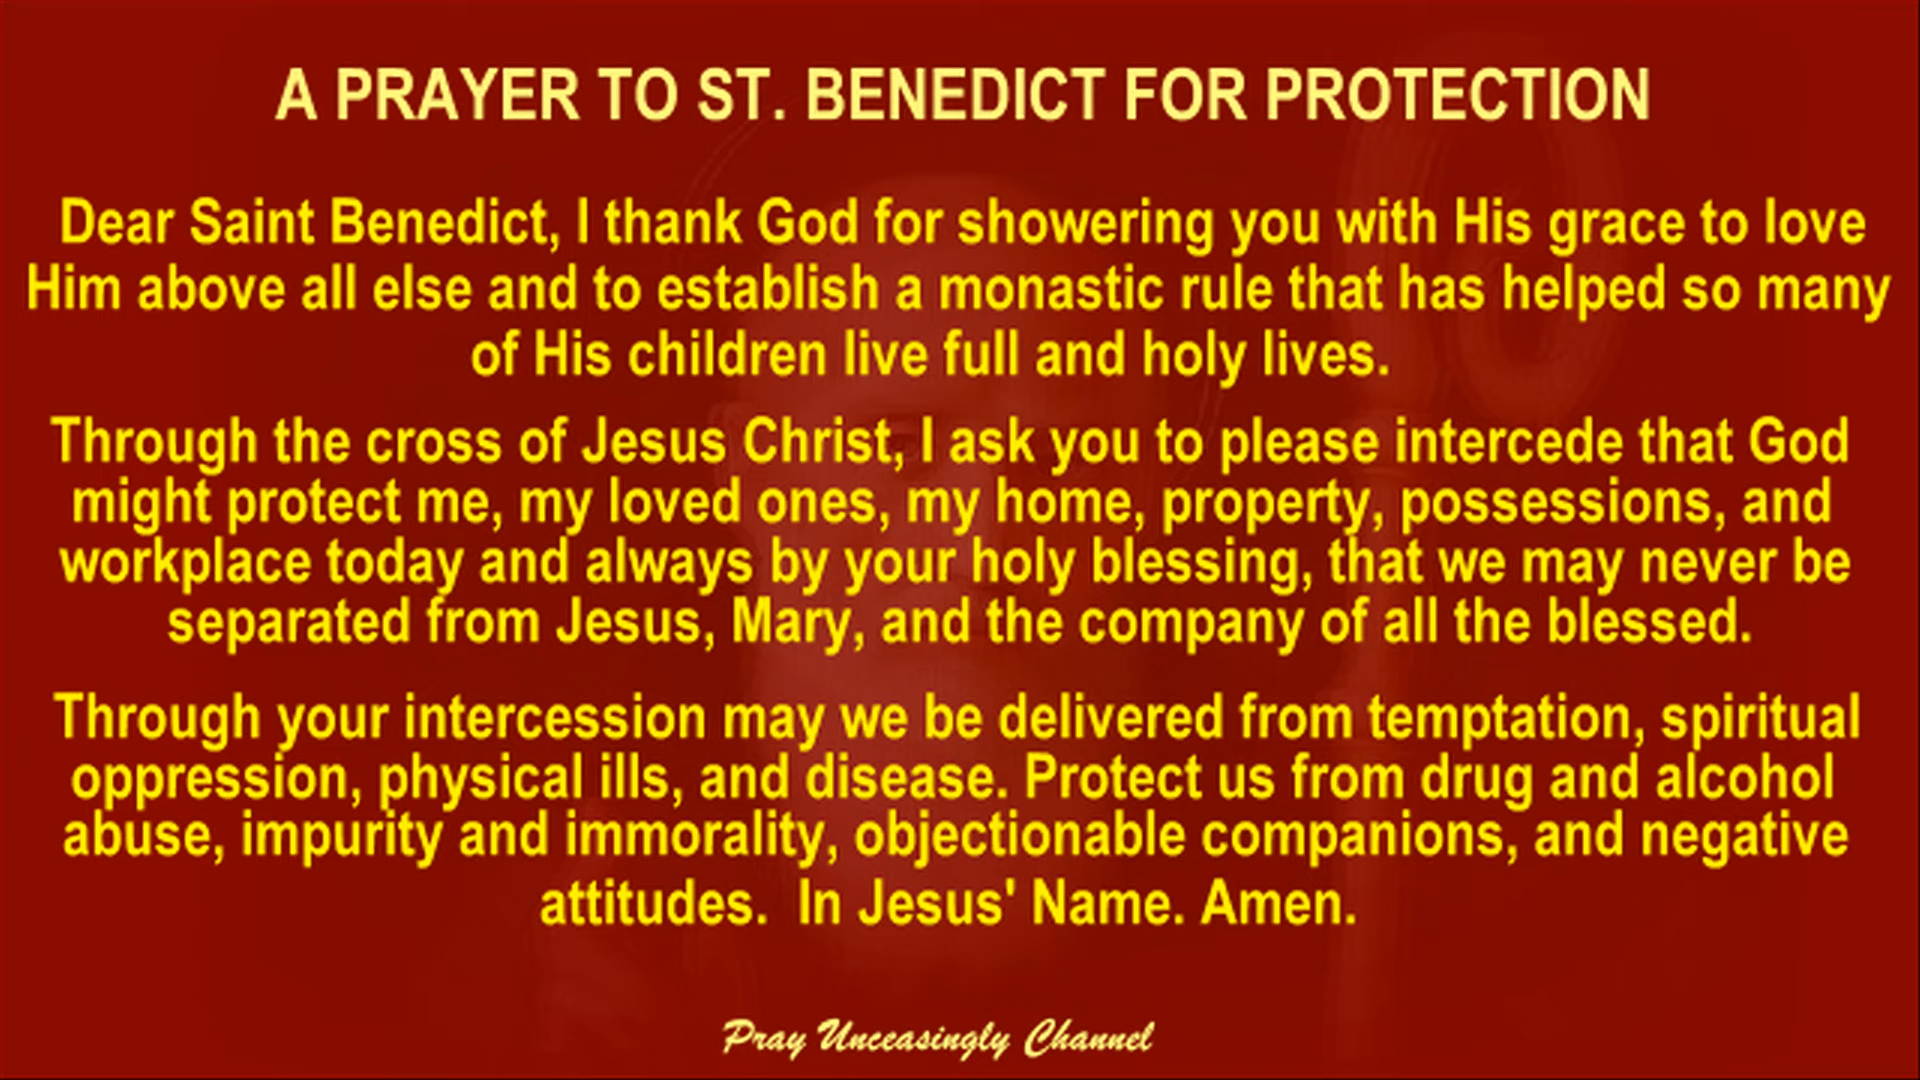 A PRAYER TO ST. BENEDICT FOR PROTECTION
Dear Saint Benedict, I thank God for showering you with His grace to love
Him above all else and to establish a monastic rule that has helped so many
of His children live full and holy lives.
Through the cross of Jesus Christ, I ask you to please intercede that God
might protect me, my loved ones, my home, property, possessions, and
workplace today and always by your holy blessing, that we may never be
separated from Jesus, Mary, and the company of all the blessed.
Through your intercession may we be delivered from temptation, spiritual
oppression, physical ills, and disease. Protect us from drug and alcohol
abuse, impurity and immorality, objectionable companions, and negative
attitudes.  In Jesus' Name. Amen.
Pray Unceasingly Channel